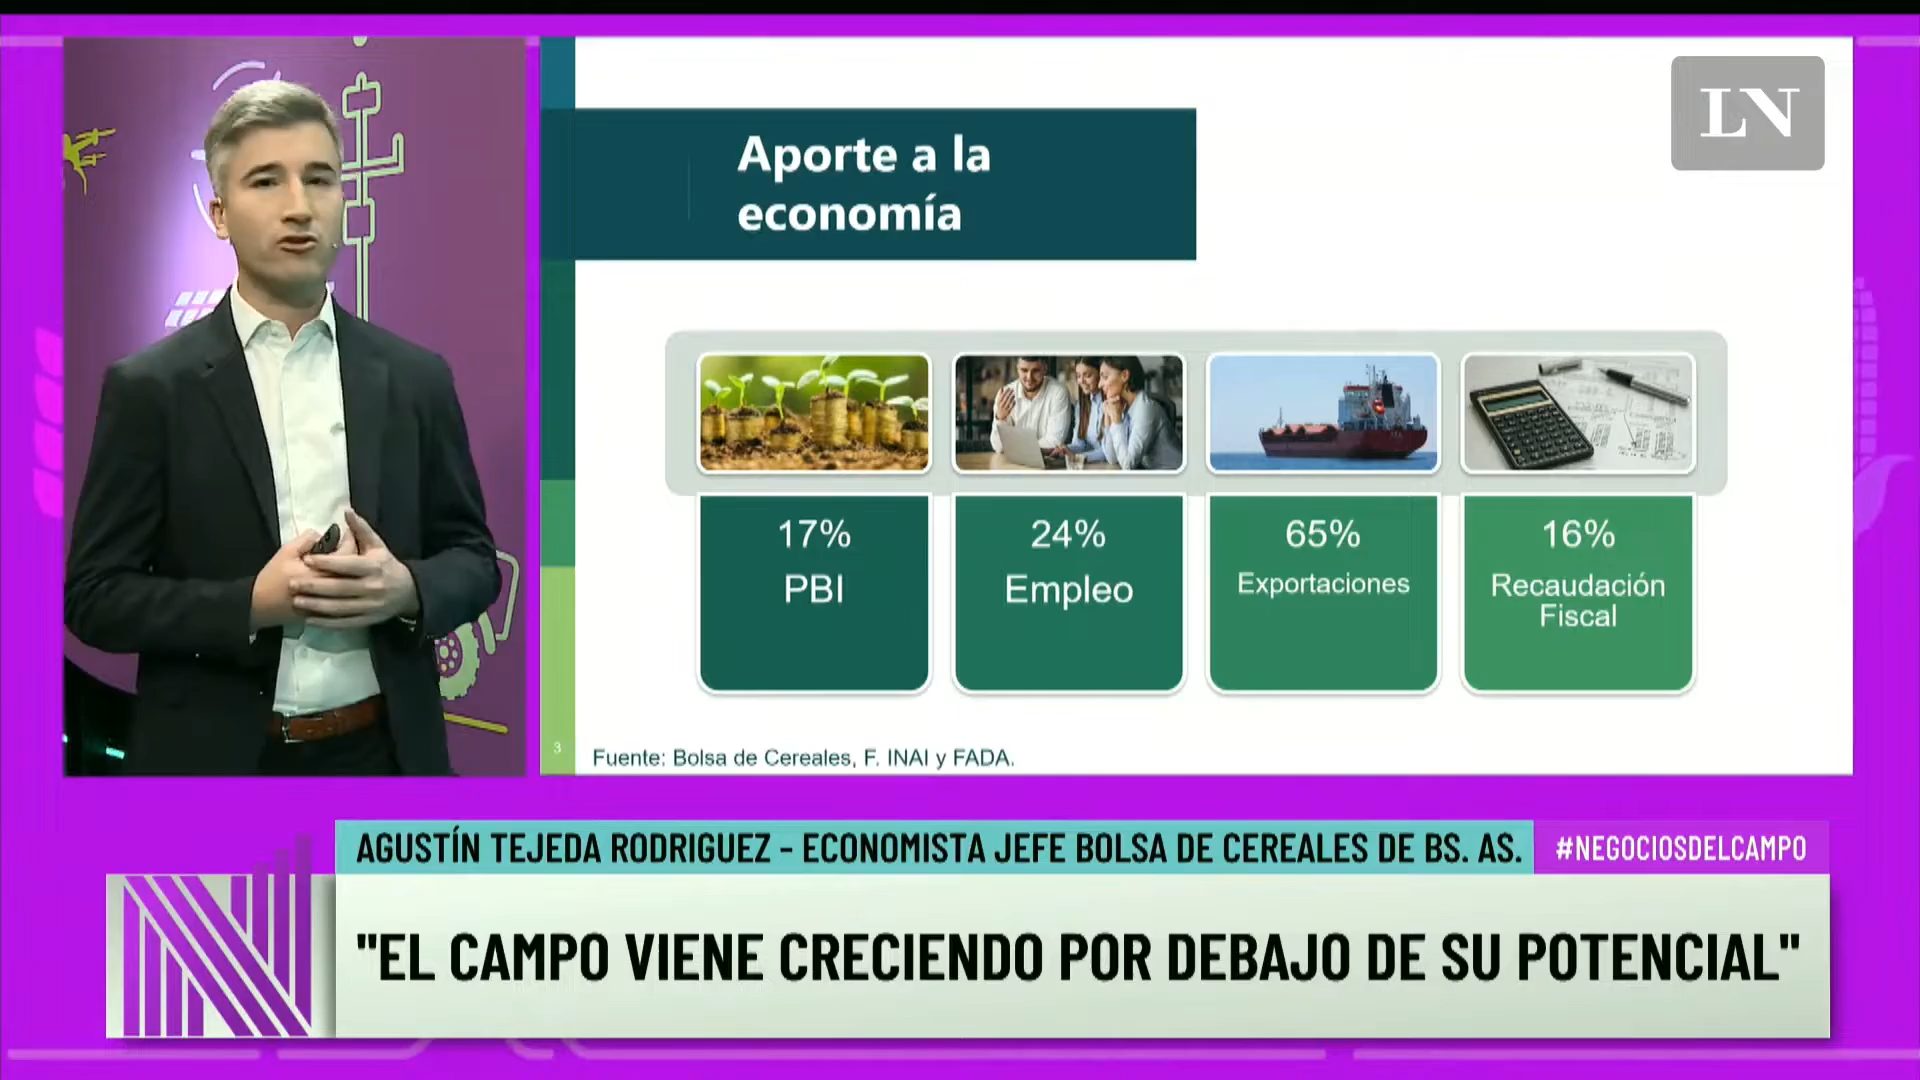 LN
Aporte a la
economía
17%
PBI
24%
Empleo
65%
Exportaciones
16%
Recaudación
Fiscal
3
Fuente: Bolsa de Cereales, F. INAI y FADA.
AGUSTÍN TEJEDA RODRIGUEZ - ECONOMISTA JEFE BOLSA DE CEREALES DE BS. AS.
#NEGOCIOSDELCAMPO
"EL CAMPO VIENE CRECIENDO POR DEBAJO DE SU POTENCIAL"